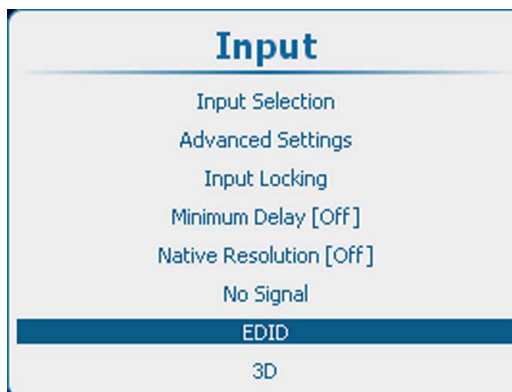 Input
Input Selection
Advanced Settings
Input Locking
Minimum Delay [Off]
Native Resolution [Off]
No Signal
EDID
3D